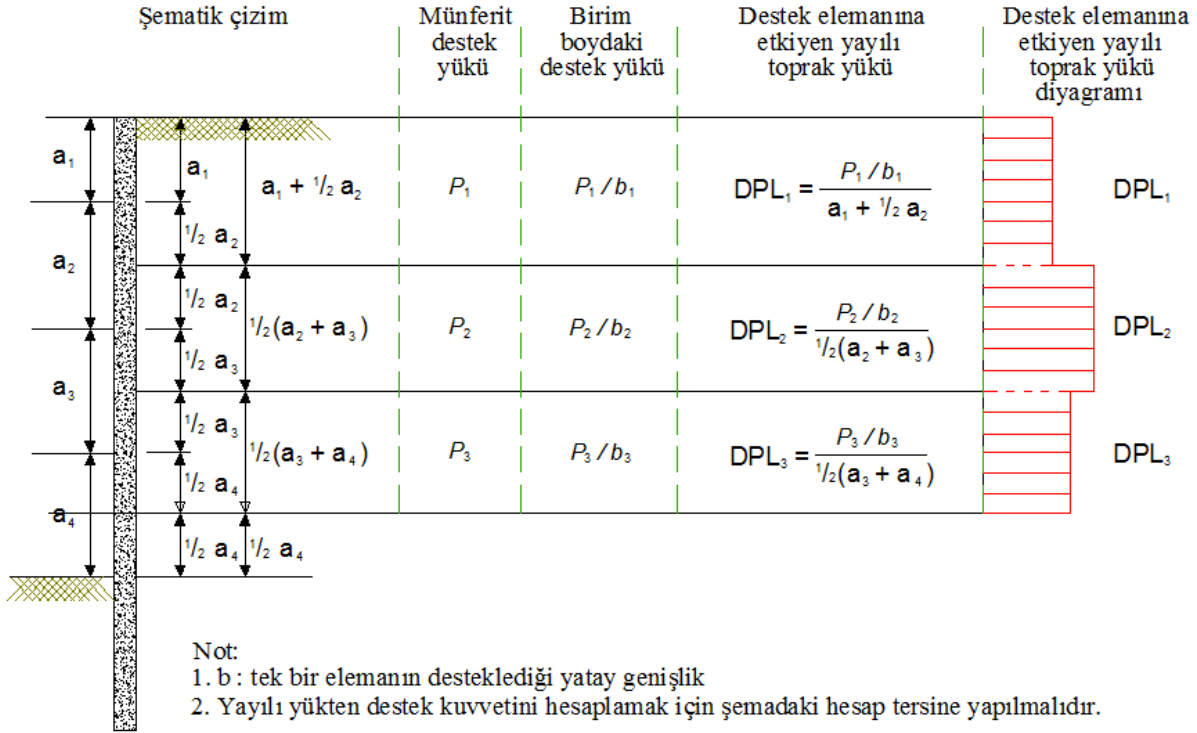 Şematik çizim
Münferit
destek
yükü
Birim
boydaki
destek yükü
Destek elemanına
etkiyen yayılı
toprak yükü
Destek elemanına
etkiyen yayılı
toprak yükü
diyagramı
a₁
a₂
a₃
a₄
a₁
½ a₂
½ a₂
½ a₃
½ a₃
½ a₄
½ a₄
a₁ + ½ a₂
½(a₂ + a₃)
½(a₃ + a₄)
½ a₄
P₁
P₁/b₁
DPL₁ =
P₁/b₁
a₁ + ½ a₂
DPL₁
P₂
P₂/b₂
DPL₂ =
P₂/b₂
½(a₂ + a₃)
DPL₂
P₃
P₃/b₃
DPL₃ =
P₃/b₃
½(a₃ + a₄)
DPL₃
Not:
1. b : tek bir elemanın desteklediği yatay genişlik
2. Yayılı yükten destek kuvvetini hesaplamak için şemadaki hesap tersine yapılmalıdır.